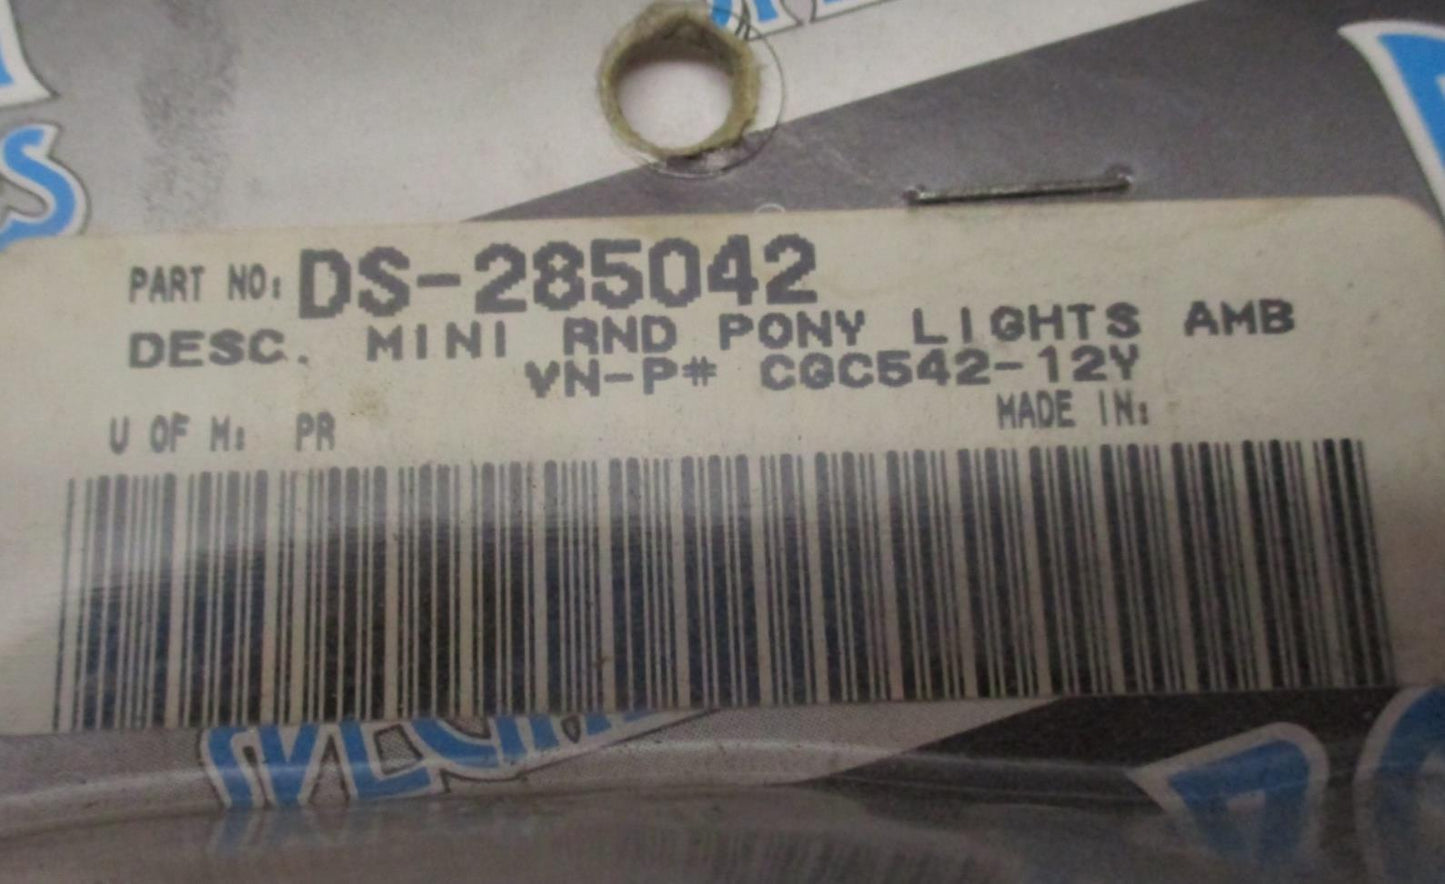 PART NO: DS-285042
DESC. MINI RND PONY LIGHTS AMB
VN-P# CGC542-12Y
U OF M: PR
MADE IN: